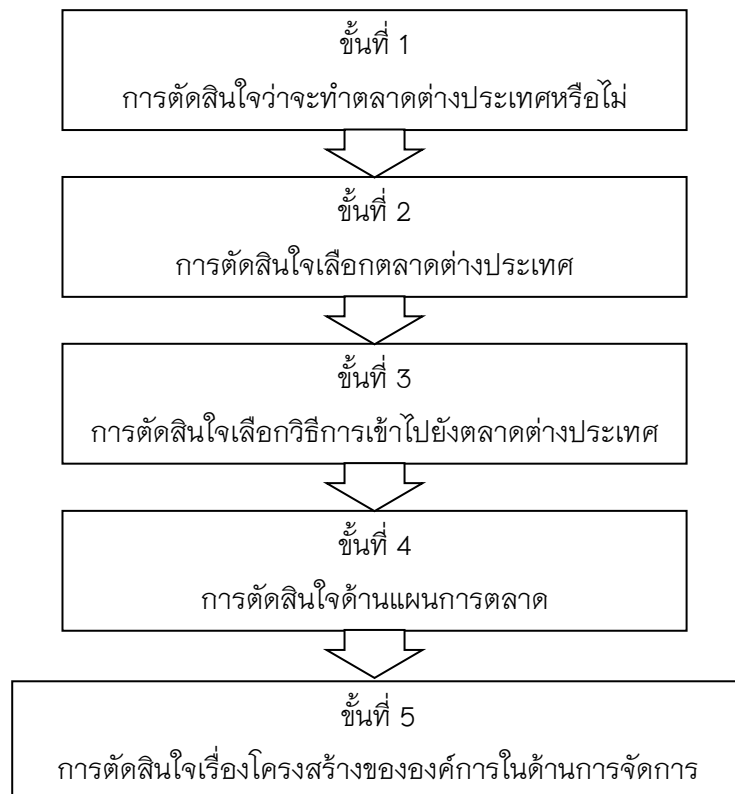 ขั้นที่ 1
การตัดสินใจว่าจะทำตลาดต่างประเทศหรือไม่
ขั้นที่ 2
การตัดสินใจเลือกตลาดต่างประเทศ
ขั้นที่ 3
การตัดสินใจเลือกวิธีการเข้าไปยังตลาดต่างประเทศ
ขั้นที่ 4
การตัดสินใจด้านแผนการตลาด
ขั้นที่ 5
การตัดสินใจเรื่องโครงสร้างขององค์การในด้านการจัดการ